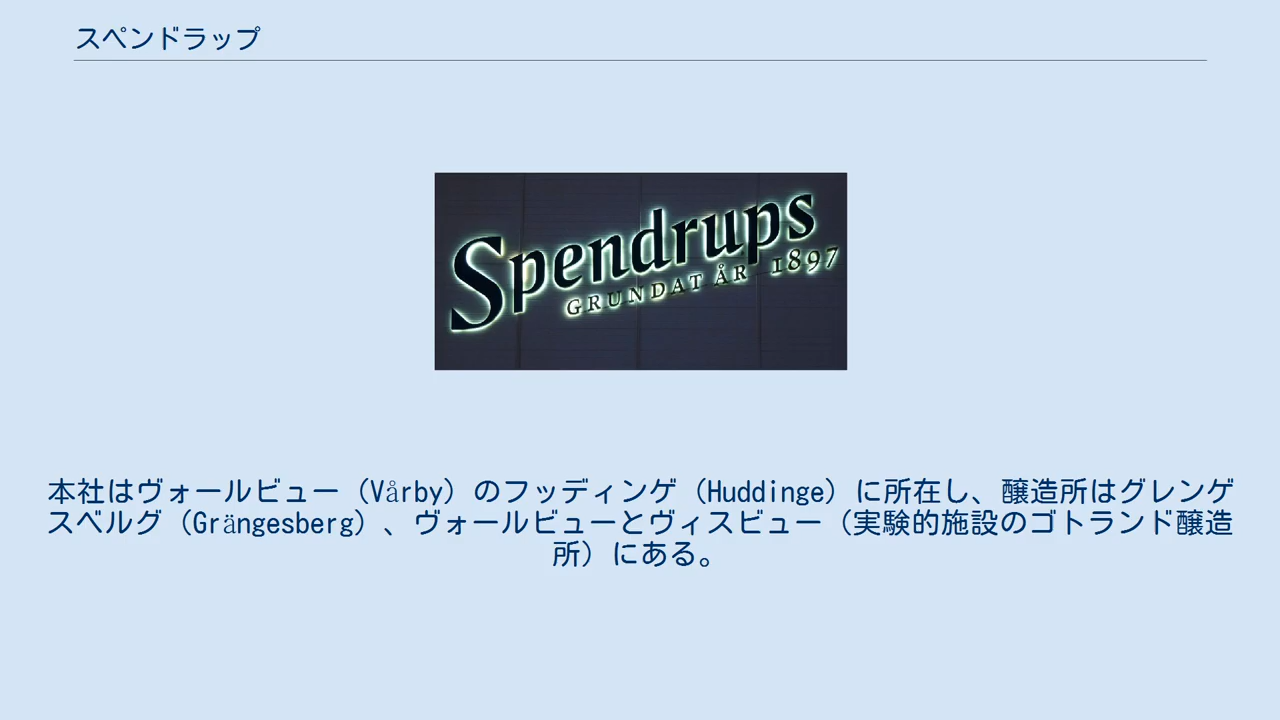 スペンドラップ
Spendrups
GRUNDAT ÅR 1897
本社はヴォールビュー（Vårby）のフッディンゲ（Huddinge）に所在し、醸造所はグレンゲ
スベルグ（Grängesberg）、ヴォールビューとヴィスビュー（実験的施設のゴトランド醸造
所）にある。